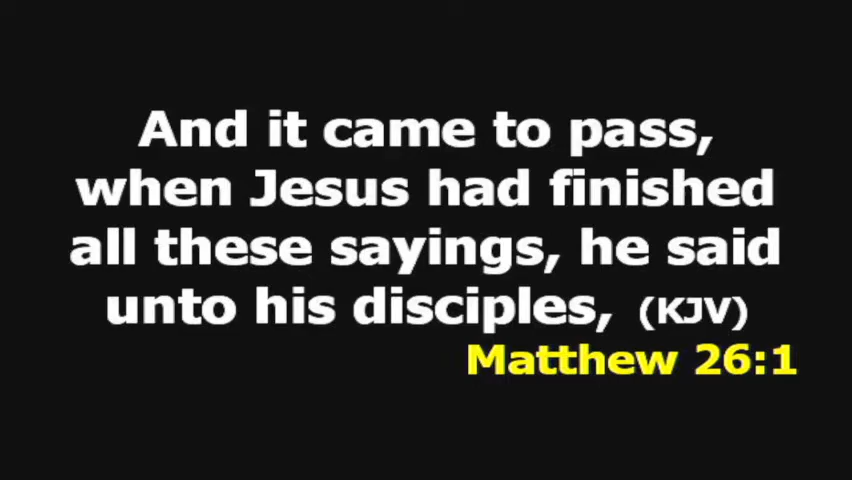 And it came to pass,
when Jesus had finished
all these sayings, he said
unto his disciples, (KJV)
Matthew 26:1